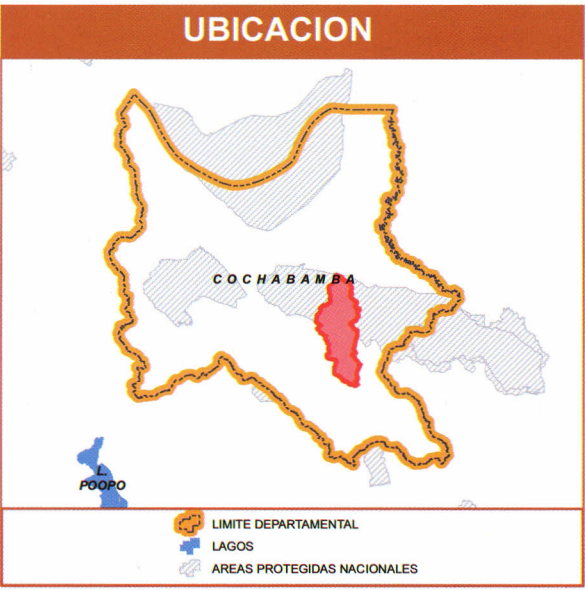 UBICACION
COCHABAMBA
L.
POOPO
LIMITE DEPARTAMENTAL
LAGOS
AREAS PROTEGIDAS NACIONALES